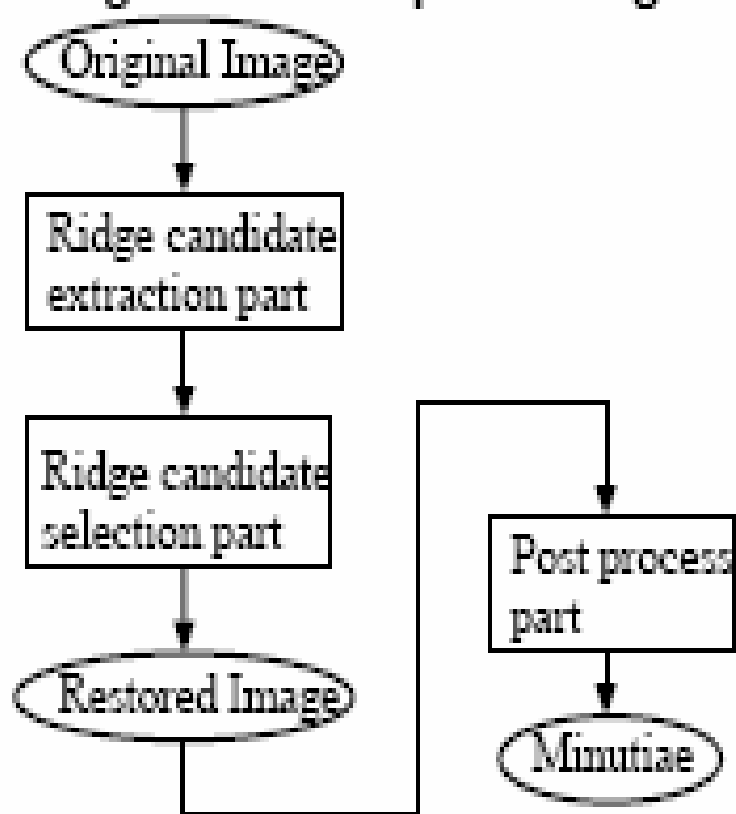 Original Image
Ridge candidate
extraction part
Ridge candidate
selection part
Restored Image
Post process
part
Minutiae